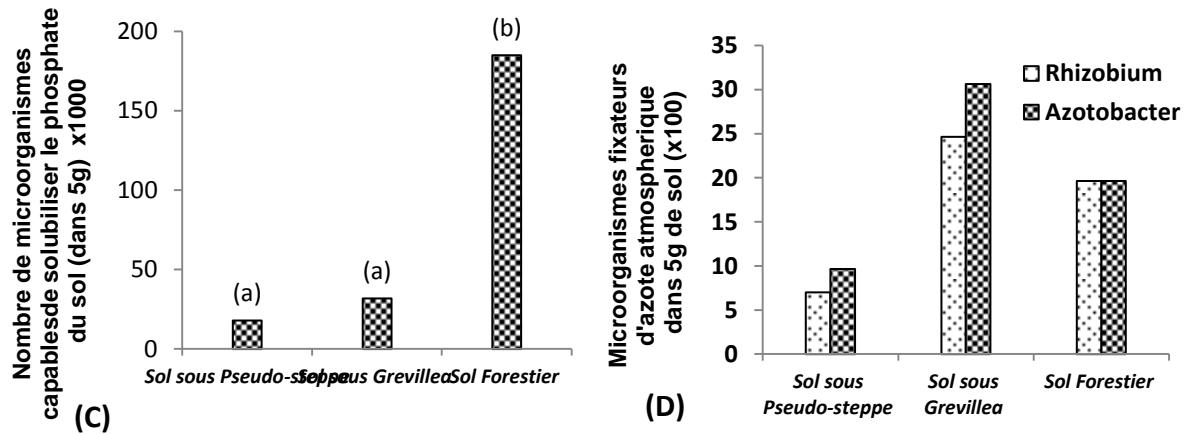 Nombre de microorganismes
capablesde solubiliser le phosphate
du sol (dans 5g) x1000
200
150
100
50
0
(a)
(a)
(b)
Sol sous Pseudo-steppe
Sol sous Grevillea
Sol Forestier
(C)
Microorganismes fixateurs
d'azote atmospherique
dans 5g de sol (x100)
35
30
25
20
15
10
5
0
Rhizobium
Azotobacter
Sol sous
Pseudo-steppe
Sol sous
Grevillea
Sol Forestier
(D)